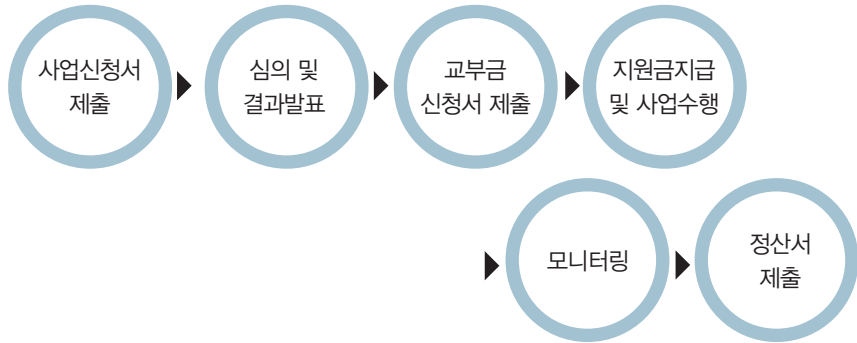 사업신청서
제출
심의 및
결과발표
교부금
신청서 제출
지원금지급
및 사업수행
모니터링
정산서
제출